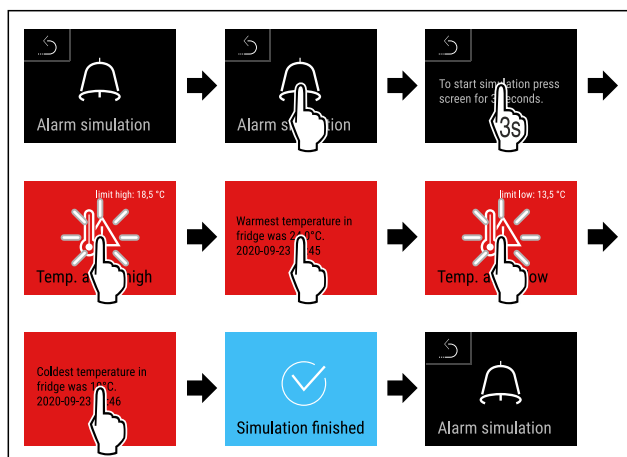 Alarm simulation
Alarm
To start simulation press
screen for 3 seconds.
3s
limit high: 18,5 °C
Temp. high
Warmest temperature in
fridge was
2020-09-23 45
limit low: 13,5 °C
Temp.
Coldest temperature in
fridge was
2020-09-23 46
Simulation finished
Alarm simulation